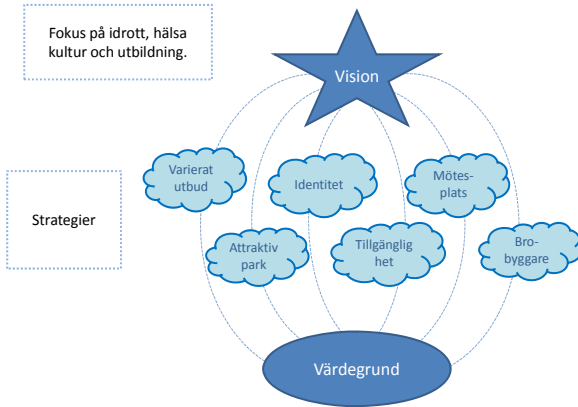 Fokus på idrott, hälsa
kultur och utbildning.
Vision
Varierat
utbud
Identitet
Mötes-
plats
Strategier
Attraktiv
park
Tillgänglig
het
Bro-
byggare
Värdegrund